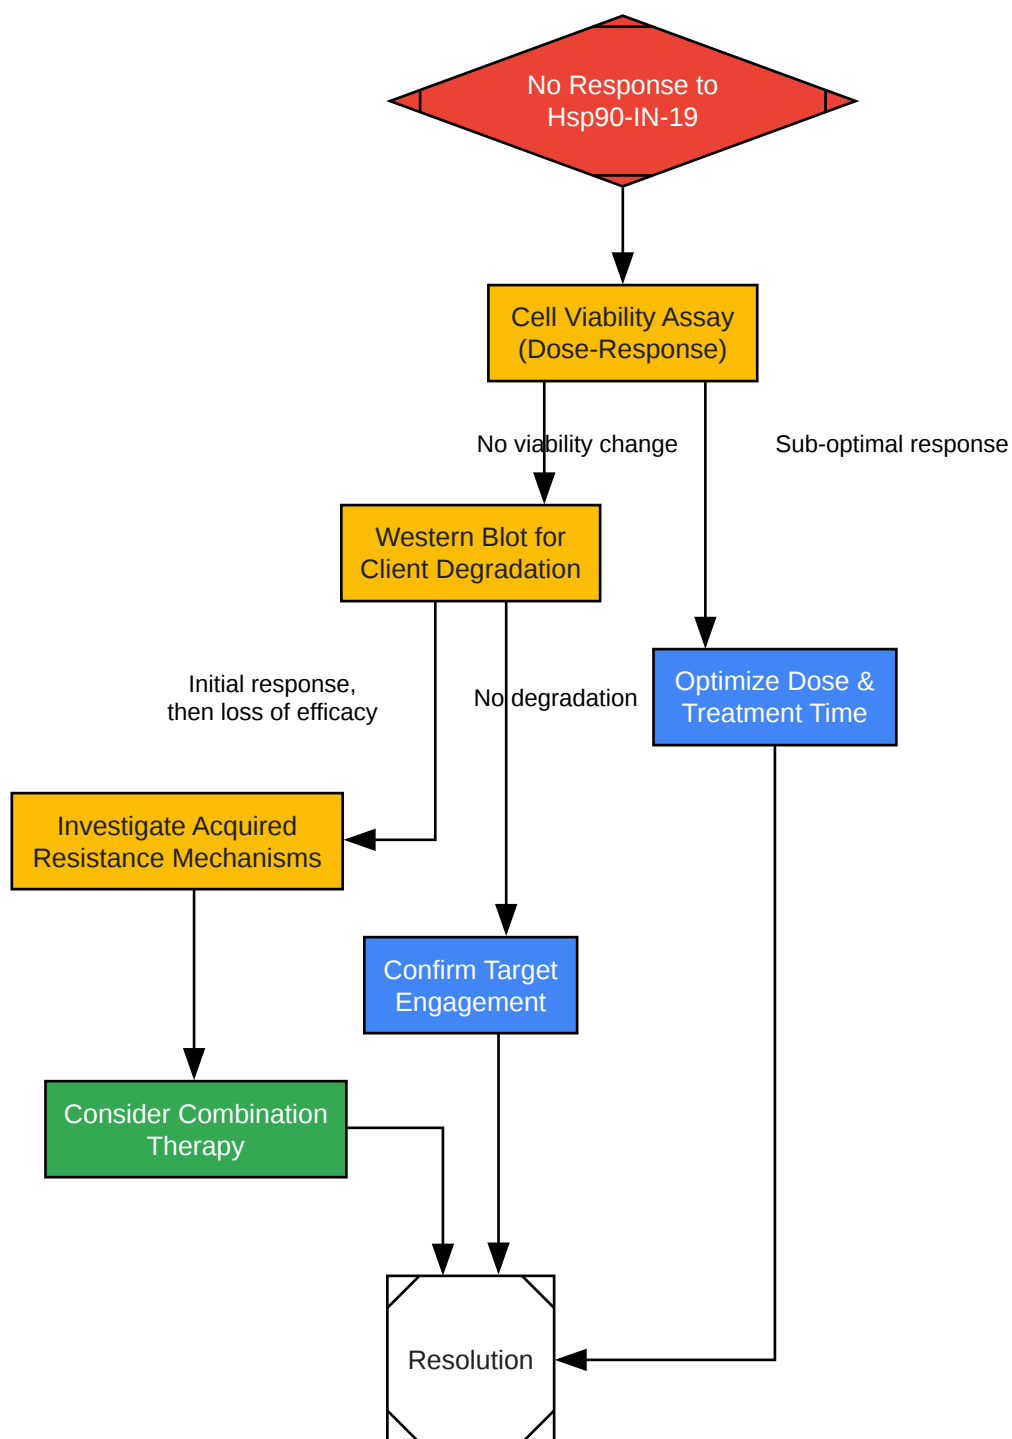 No Response to
Hsp90-IN-19
Cell Viability Assay
(Dose-Response)
No viability change
Sub-optimal response
Western Blot for
Client Degradation
Optimize Dose &
Treatment Time
Initial response,
then loss of efficacy
No degradation
Investigate Acquired
Resistance Mechanisms
Confirm Target
Engagement
Consider Combination
Therapy
Resolution